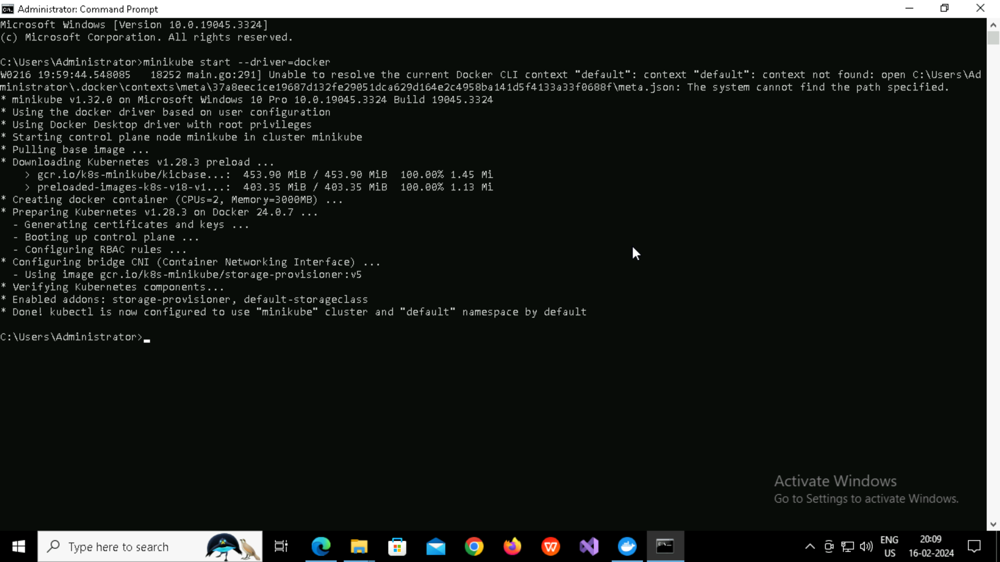 Administrator: Command Prompt
Microsoft Windows [Version 10.0.19045.3324]
(c) Microsoft Corporation. All rights reserved.
C:\Users\Administrator>minikube start --driver=docker
W0216 19:59:44.548085   18252 main.go:291] Unable to resolve the current Docker CLI context "default": context "default": context not found: open C:\Users\Ad
ministrator\.docker\contexts\meta\37a8eec1ce19687d132fe29051dca629d164e2c4958ba141d5f4133a33f0688f\meta.json: The system cannot find the path specified.
* minikube v1.32.0 on Microsoft Windows 10 Pro 10.0.19045.3324 Build 19045.3324
* Using the docker driver based on user configuration
* Using Docker Desktop driver with root privileges
* Starting control plane node minikube in cluster minikube
* Pulling base image ...
* Downloading Kubernetes v1.28.3 preload ...
    > gcr.io/k8s-minikube/kicbase...:  453.90 MiB / 453.90 MiB  100.00% 1.45 Mi
    > preloaded-images-k8s-v18-v1...:  403.35 MiB / 403.35 MiB  100.00% 1.13 Mi
* Creating docker container (CPUs=2, Memory=3000MB) ...
* Preparing Kubernetes v1.28.3 on Docker 24.0.7 ...
  - Generating certificates and keys ...
  - Booting up control plane ...
  - Configuring RBAC rules ...
* Configuring bridge CNI (Container Networking Interface) ...
  - Using image gcr.io/k8s-minikube/storage-provisioner:v5
* Verifying Kubernetes components...
* Enabled addons: storage-provisioner, default-storageclass
* Done! kubectl is now configured to use "minikube" cluster and "default" namespace by default
C:\Users\Administrator>
Activate Windows
Go to Settings to activate Windows.
Type here to search
ENG
US
20:09
16-02-2024